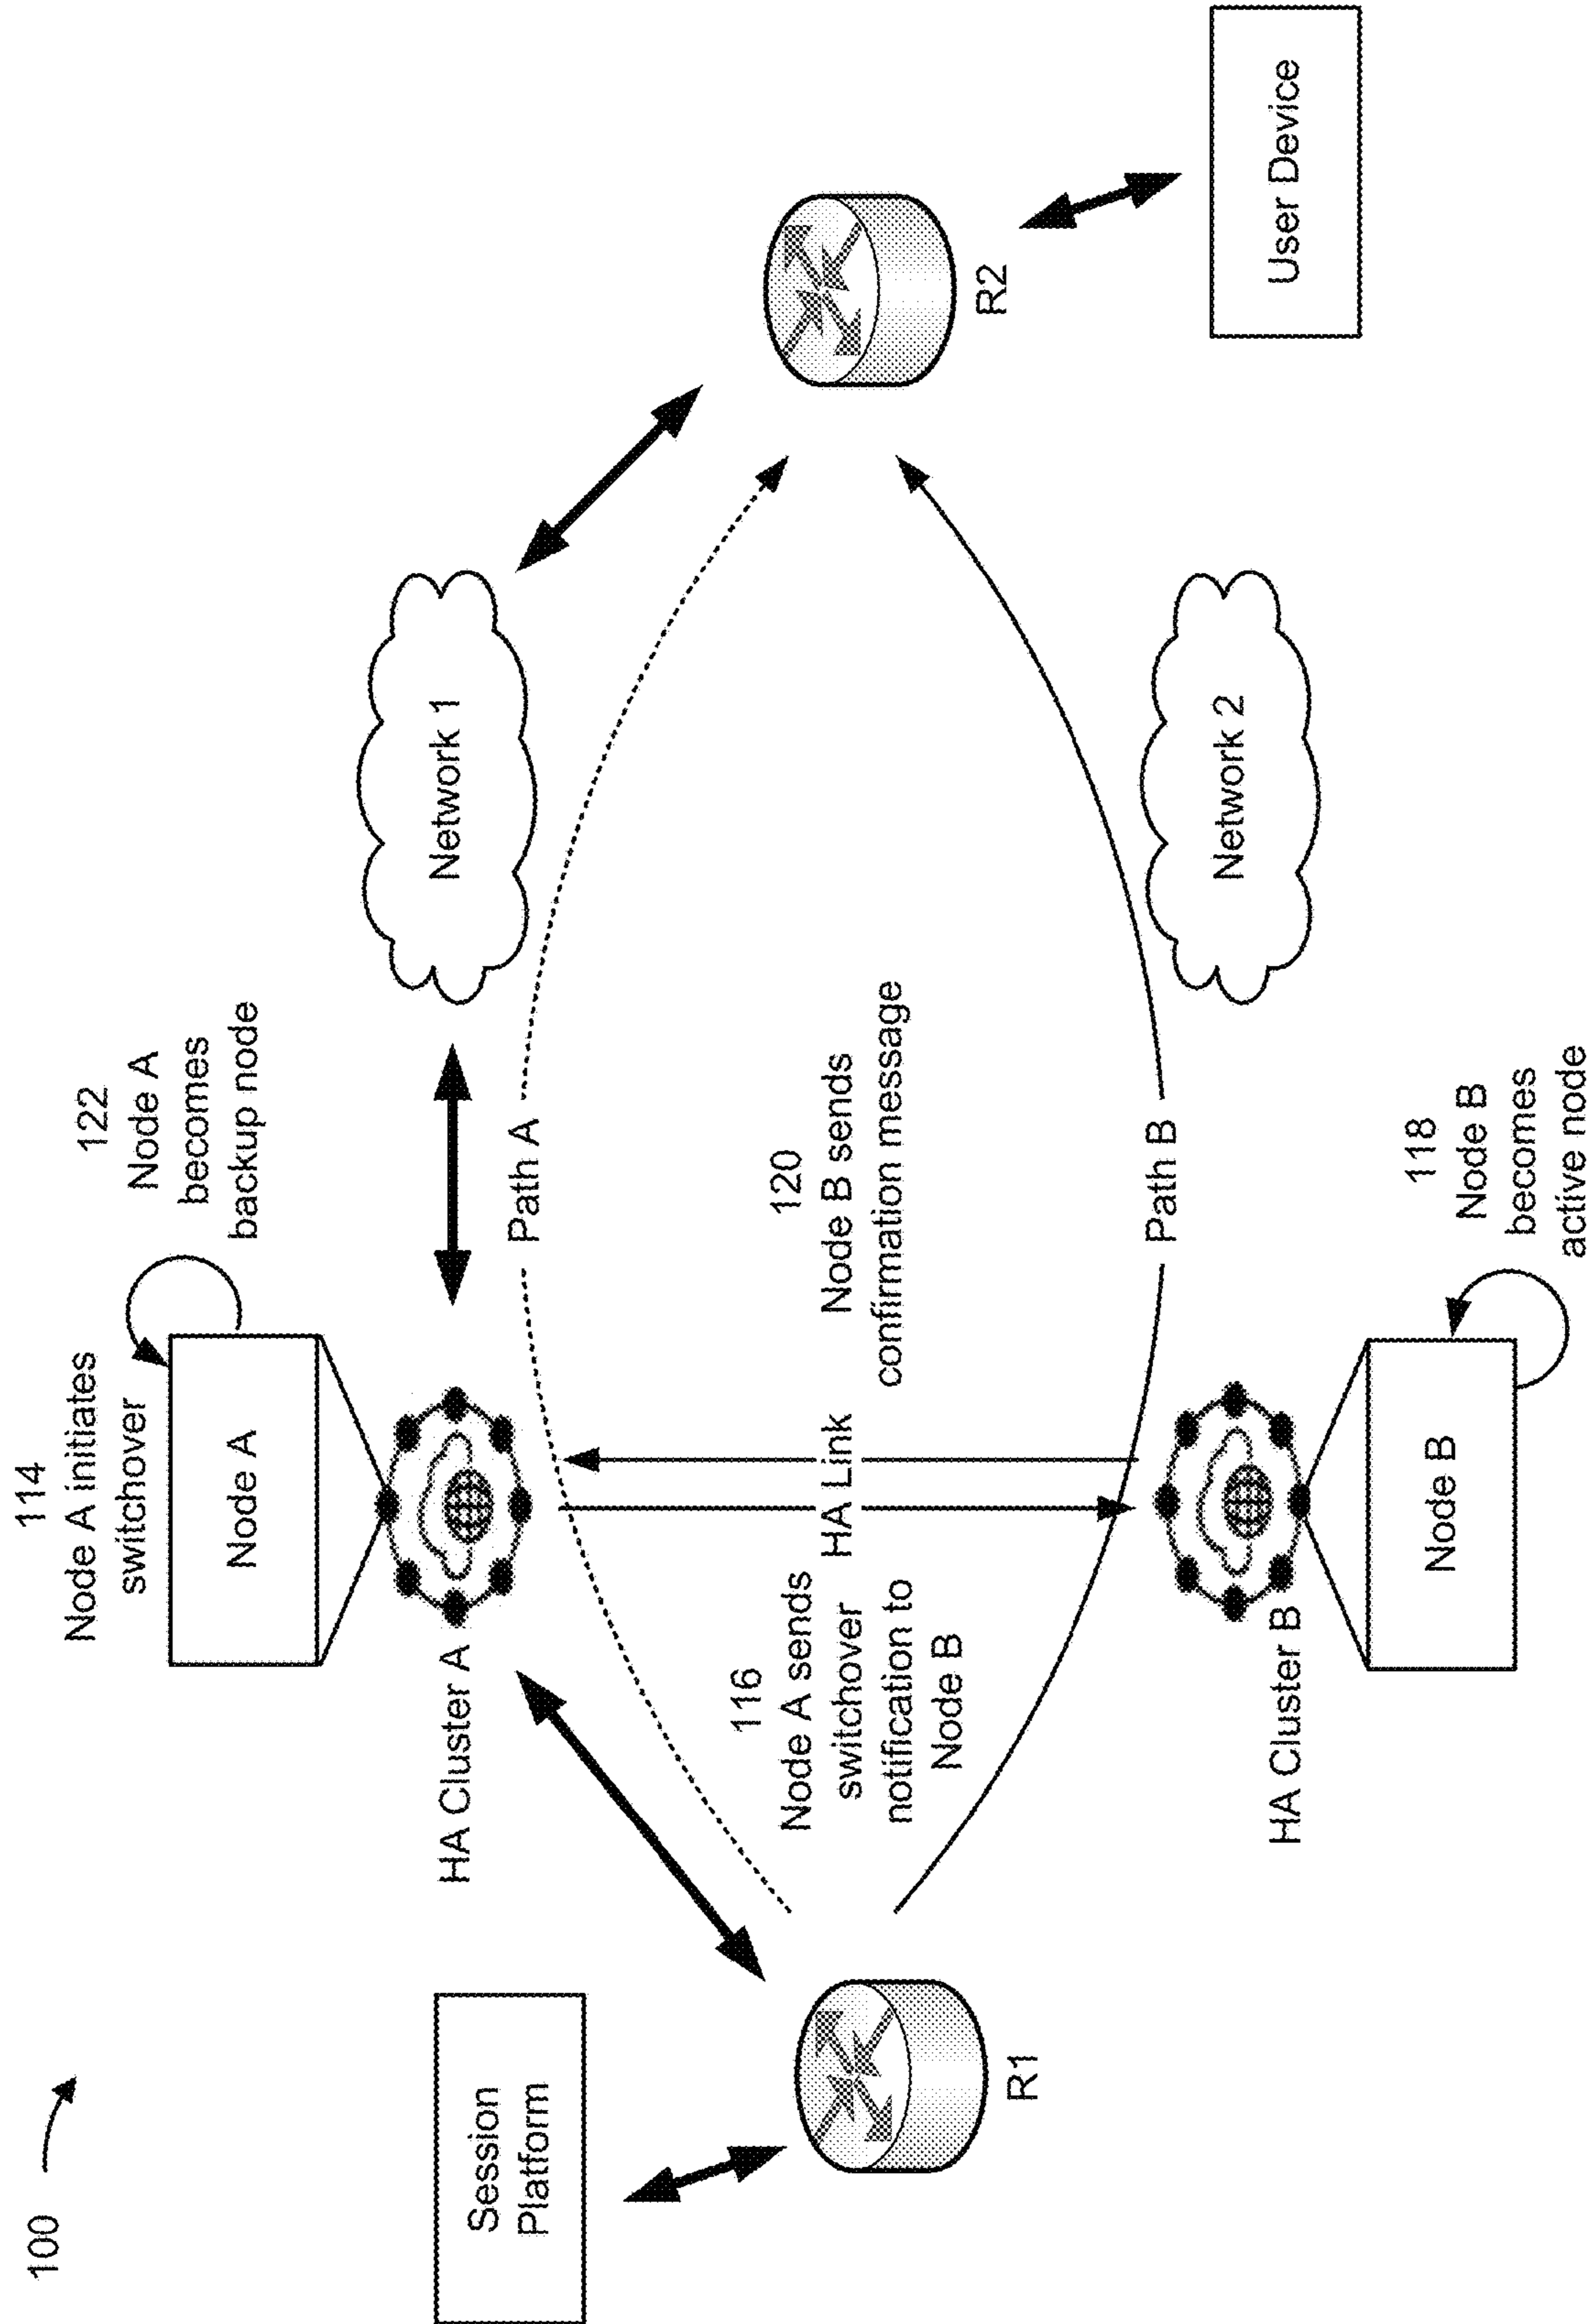 100
114
Node A initiates
switchover
122
Node A
becomes
backup node
Node A
Session
Platform
HA Cluster A
Network 1
Path A
116
Node A sends
switchover
notification to
Node B
HA Link
120
Node B sends
confirmation message
R1
R2
Path B
HA Cluster B
Network 2
User Device
Node B
118
Node B
becomes
active node